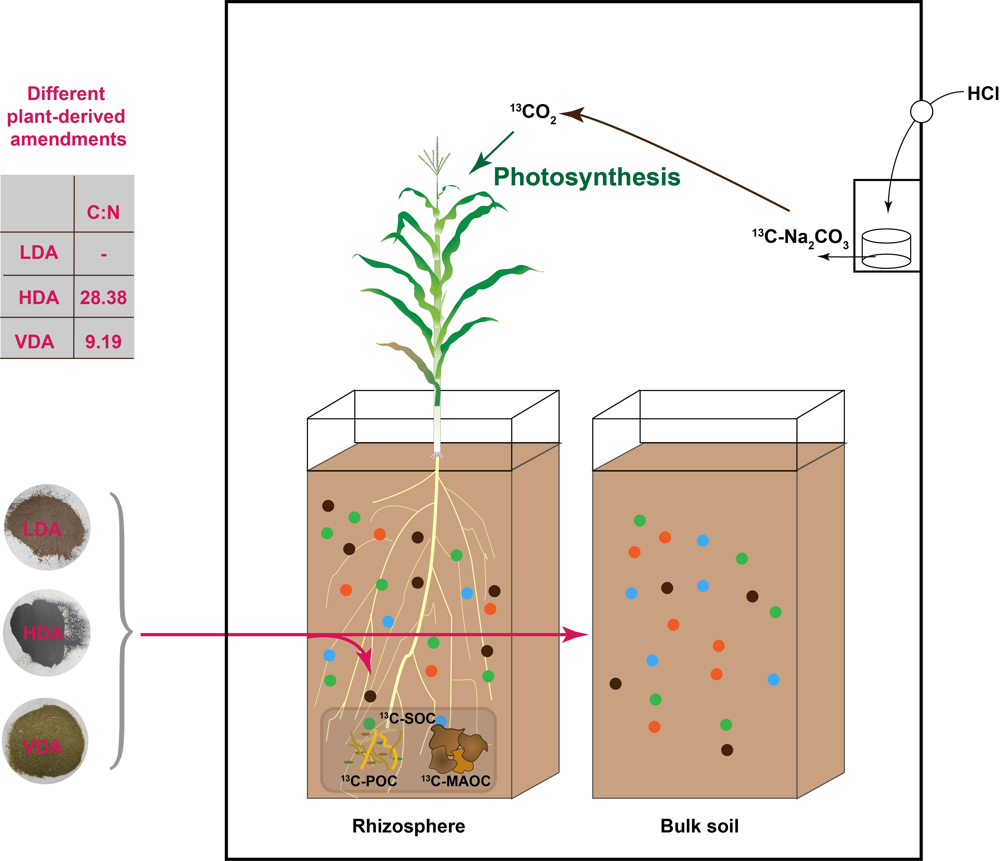 Different
plant-derived
amendments
C:N
LDA -
HDA 28.38
VDA 9.19
LDA
HDA
VDA
¹³CO₂
Photosynthesis
HCl
¹³C-Na₂CO₃
¹³C-SOC
¹³C-POC ¹³C-MAOC
Rhizosphere
Bulk soil